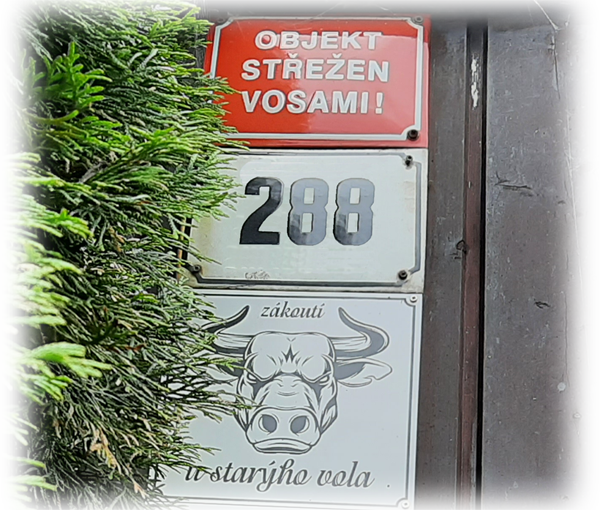 OBJEKT
STŘEŽEN
VOSAMI!
288
zákoutí
u starýho vola